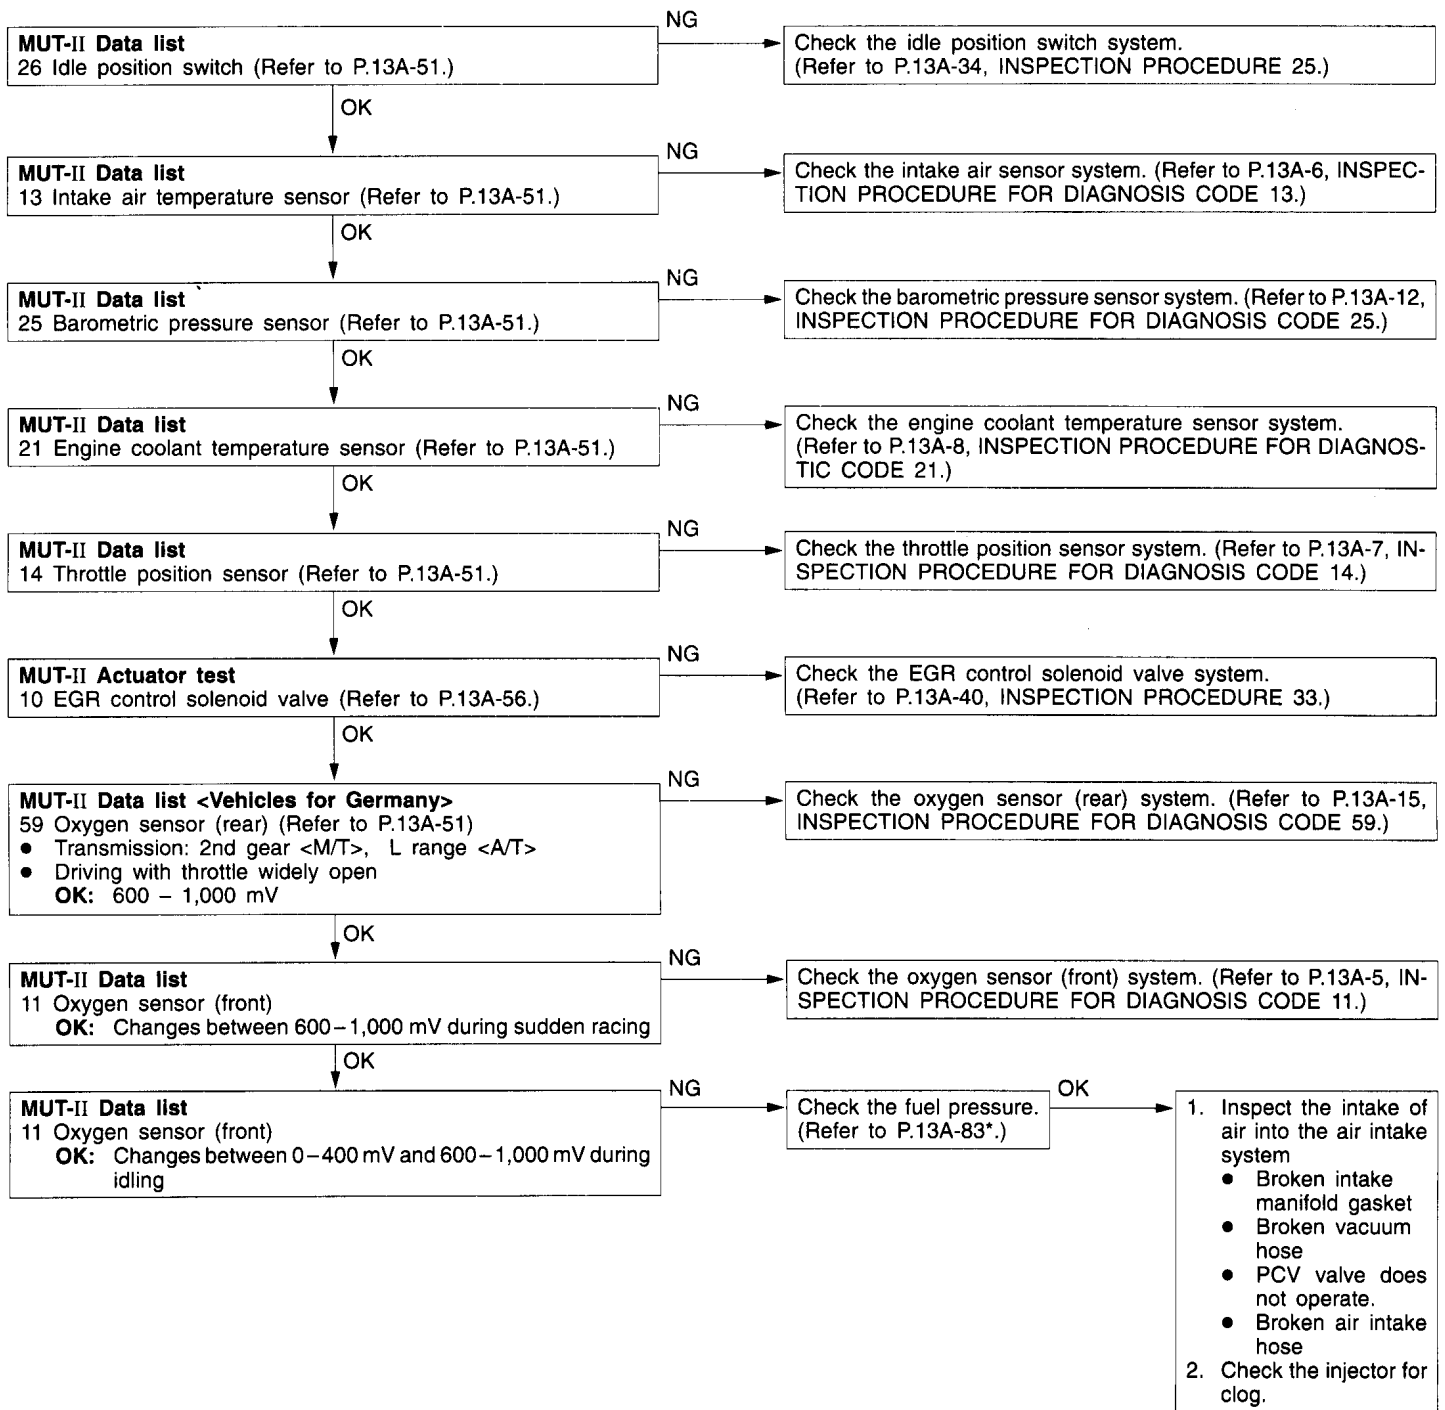 NG
MUT-II Data list
26 Idle position switch (Refer to P.13A-51.)
Check the idle position switch system.
(Refer to P.13A-34, INSPECTION PROCEDURE 25.)
OK
NG
MUT-II Data list
13 Intake air temperature sensor (Refer to P.13A-51.)
Check the intake air sensor system. (Refer to P.13A-6, INSPEC-
TION PROCEDURE FOR DIAGNOSIS CODE 13.)
OK
NG
MUT-II Data list
25 Barometric pressure sensor (Refer to P.13A-51.)
Check the barometric pressure sensor system. (Refer to P.13A-12,
INSPECTION PROCEDURE FOR DIAGNOSIS CODE 25.)
OK
NG
MUT-II Data list
21 Engine coolant temperature sensor (Refer to P.13A-51.)
Check the engine coolant temperature sensor system.
(Refer to P.13A-8, INSPECTION PROCEDURE FOR DIAGNOS-
TIC CODE 21.)
OK
NG
MUT-II Data list
14 Throttle position sensor (Refer to P.13A-51.)
Check the throttle position sensor system. (Refer to P.13A-7, IN-
SPECTION PROCEDURE FOR DIAGNOSIS CODE 14.)
OK
NG
MUT-II Actuator test
10 EGR control solenoid valve (Refer to P.13A-56.)
Check the EGR control solenoid valve system.
(Refer to P.13A-40, INSPECTION PROCEDURE 33.)
OK
NG
MUT-II Data list <Vehicles for Germany>
59 Oxygen sensor (rear) (Refer to P.13A-51)
● Transmission: 2nd gear <M/T>, L range <A/T>
● Driving with throttle widely open
OK: 600 – 1,000 mV
Check the oxygen sensor (rear) system. (Refer to P.13A-15,
INSPECTION PROCEDURE FOR DIAGNOSIS CODE 59.)
OK
NG
MUT-II Data list
11 Oxygen sensor (front)
OK: Changes between 600–1,000 mV during sudden racing
Check the oxygen sensor (front) system. (Refer to P.13A-5, IN-
SPECTION PROCEDURE FOR DIAGNOSIS CODE 11.)
OK
NG
MUT-II Data list
11 Oxygen sensor (front)
OK: Changes between 0–400 mV and 600–1,000 mV during
idling
Check the fuel pressure.
(Refer to P.13A-83*.)
OK
1. Inspect the intake of
air into the air intake
system
● Broken intake
manifold gasket
● Broken vacuum
hose
● PCV valve does
not operate.
● Broken air intake
hose
2. Check the injector for
clog.